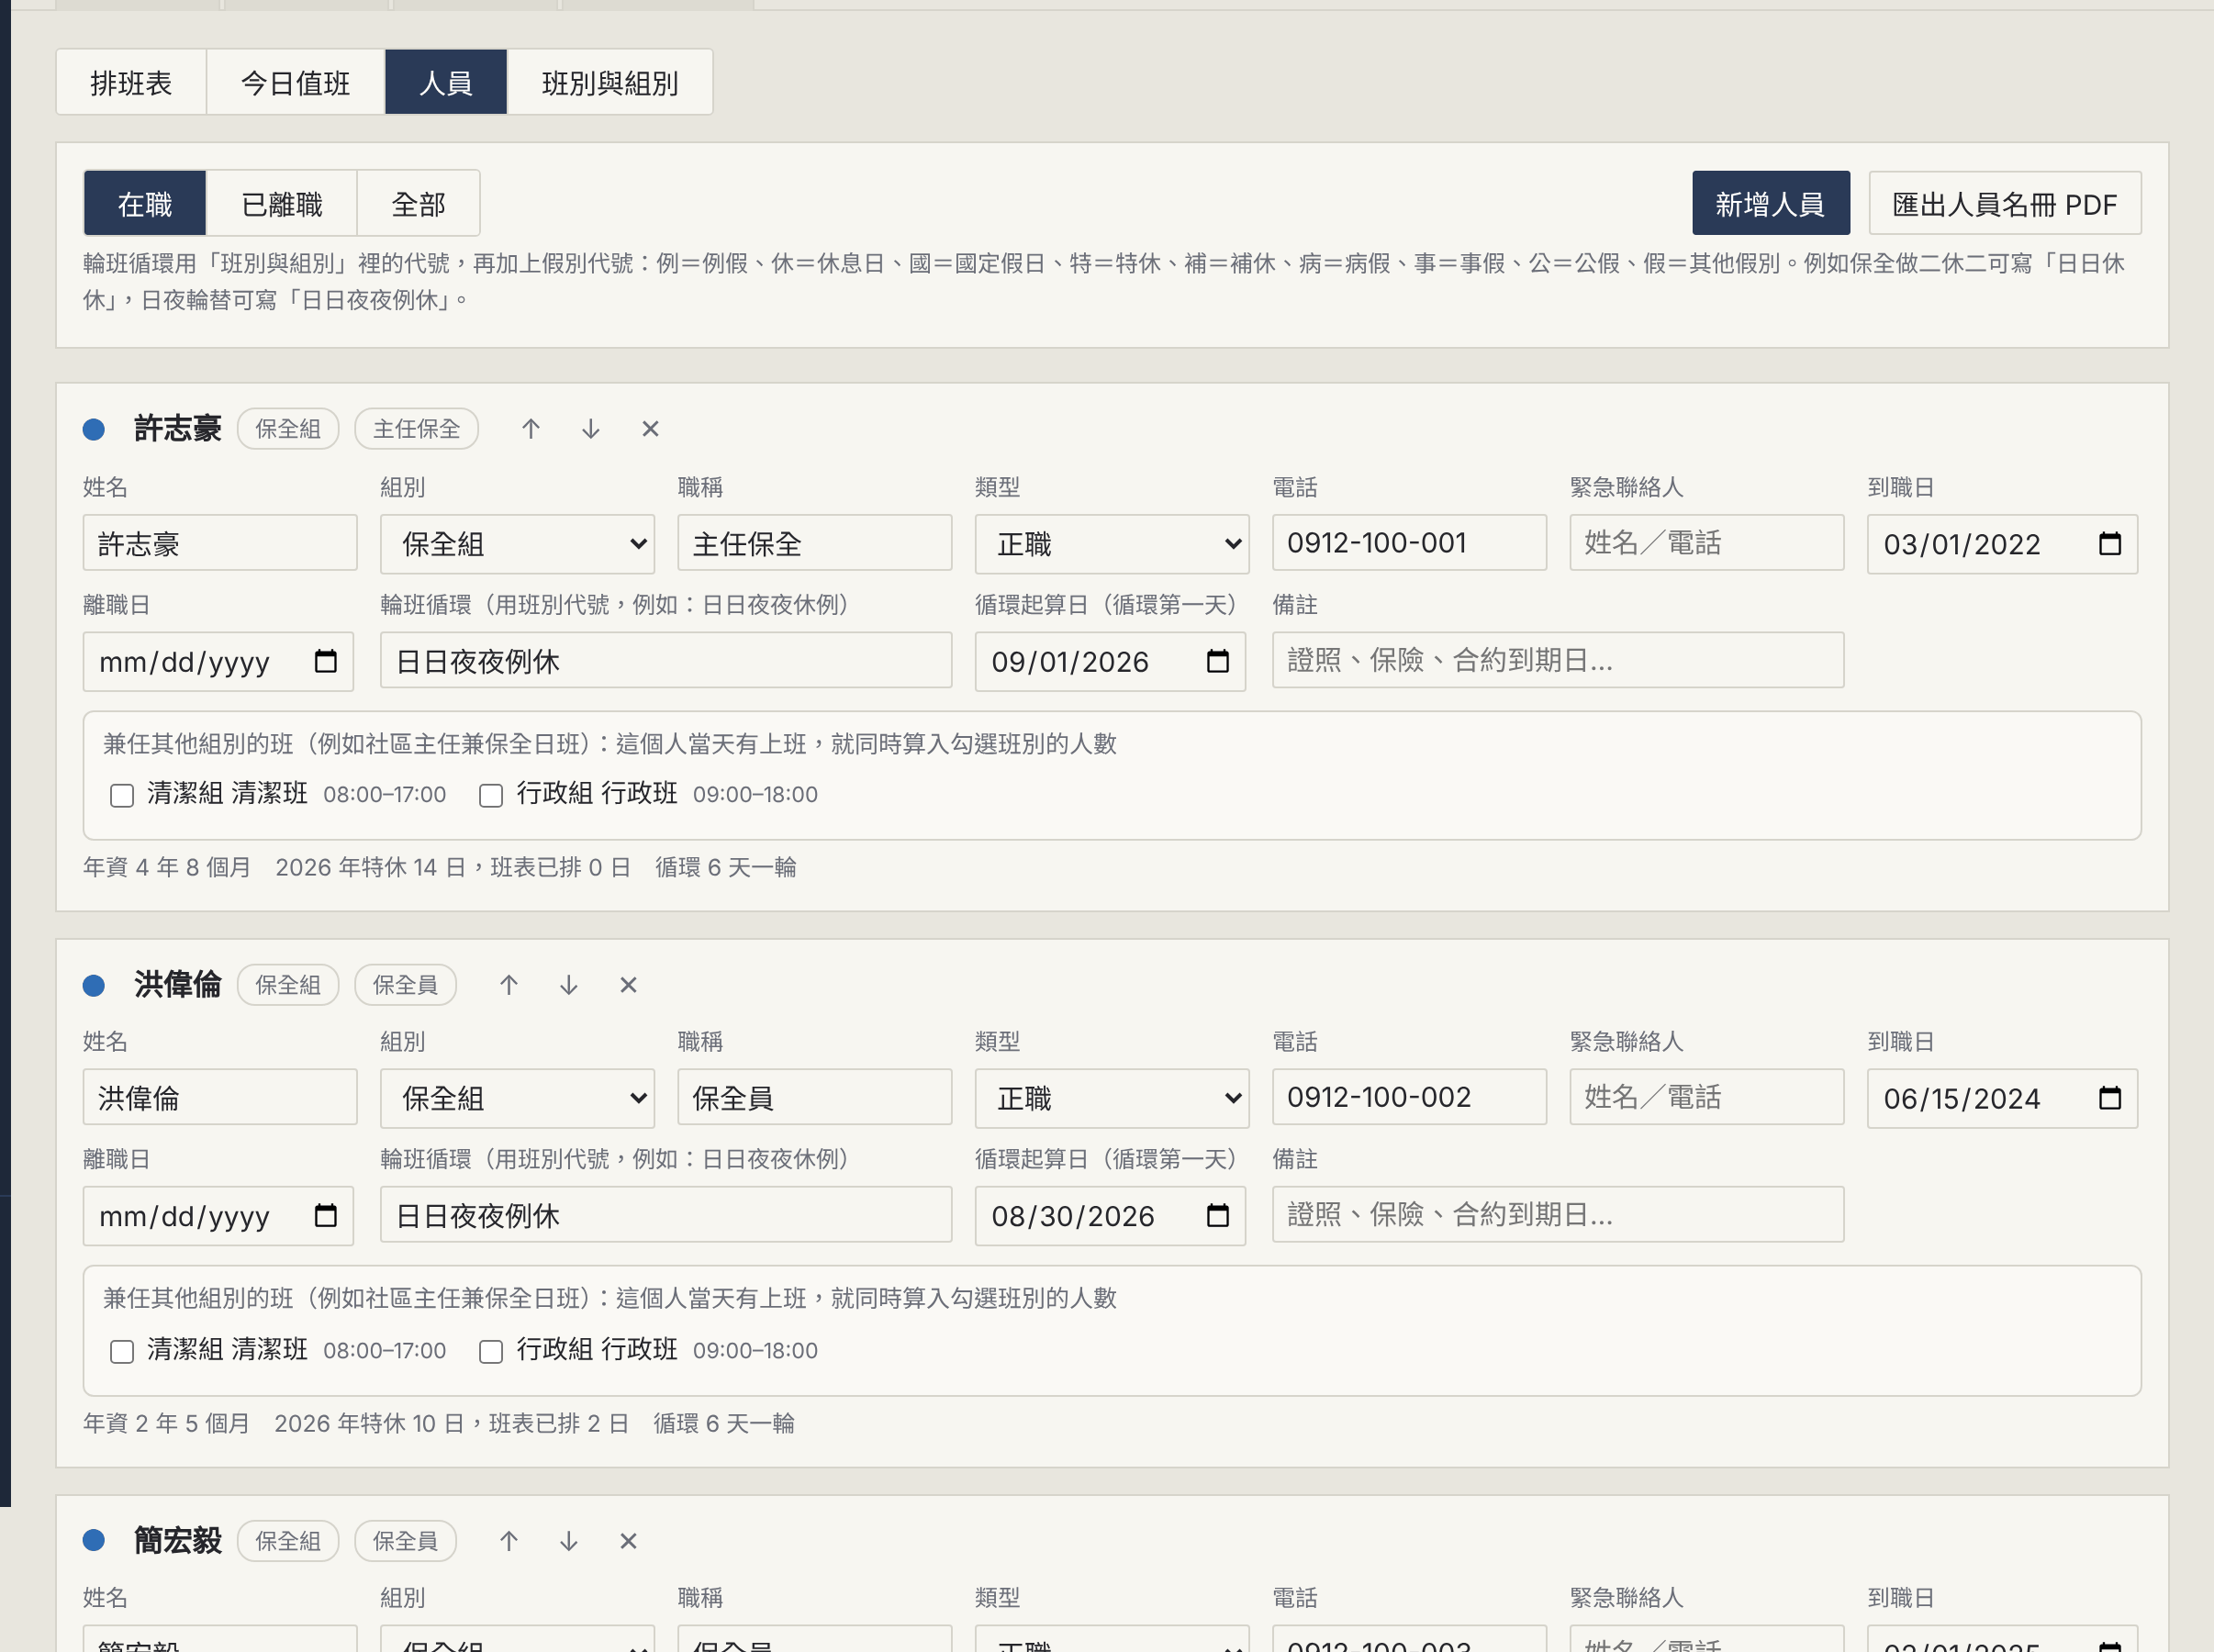 排班表 今日值班 人員 班別與組別
在職 已離職 全部 新增人員 匯出人員名冊 PDF
輪班循環用「班別與組別」裡的代號，再加上假別代號：例＝例假、休＝休息日、國＝國定假日、特＝特休、補＝補休、病＝病假、事＝事假、公＝公假、假＝其他假別。例如保全做二休二可寫「日日休
休」，日夜輪替可寫「日日夜夜例休」。
許志豪 保全組 主任保全 ↑ ↓ ✕
姓名 組別 職稱 類型 電話 緊急聯絡人 到職日
許志豪 保全組 主任保全 正職 0912-100-001 姓名／電話 03/01/2022
離職日 輪班循環（用班別代號，例如：日日夜夜休例） 循環起算日（循環第一天） 備註
mm/dd/yyyy 日日夜夜例休 09/01/2026 證照、保險、合約到期日...
兼任其他組別的班（例如社區主任兼保全日班）：這個人當天有上班，就同時算入勾選班別的人數
清潔組 清潔班 08:00–17:00 行政組 行政班 09:00–18:00
年資 4 年 8 個月 2026 年特休 14 日，班表已排 0 日 循環 6 天一輪
洪偉倫 保全組 保全員 ↑ ↓ ✕
姓名 組別 職稱 類型 電話 緊急聯絡人 到職日
洪偉倫 保全組 保全員 正職 0912-100-002 姓名／電話 06/15/2024
離職日 輪班循環（用班別代號，例如：日日夜夜休例） 循環起算日（循環第一天） 備註
mm/dd/yyyy 日日夜夜例休 08/30/2026 證照、保險、合約到期日...
兼任其他組別的班（例如社區主任兼保全日班）：這個人當天有上班，就同時算入勾選班別的人數
清潔組 清潔班 08:00–17:00 行政組 行政班 09:00–18:00
年資 2 年 5 個月 2026 年特休 10 日，班表已排 2 日 循環 6 天一輪
簡宏毅 保全組 保全員 ↑ ↓ ✕
姓名 組別 職稱 類型 電話 緊急聯絡人 到職日
簡宏毅 保全組 保全員 正職 0912-100-003 姓名／電話